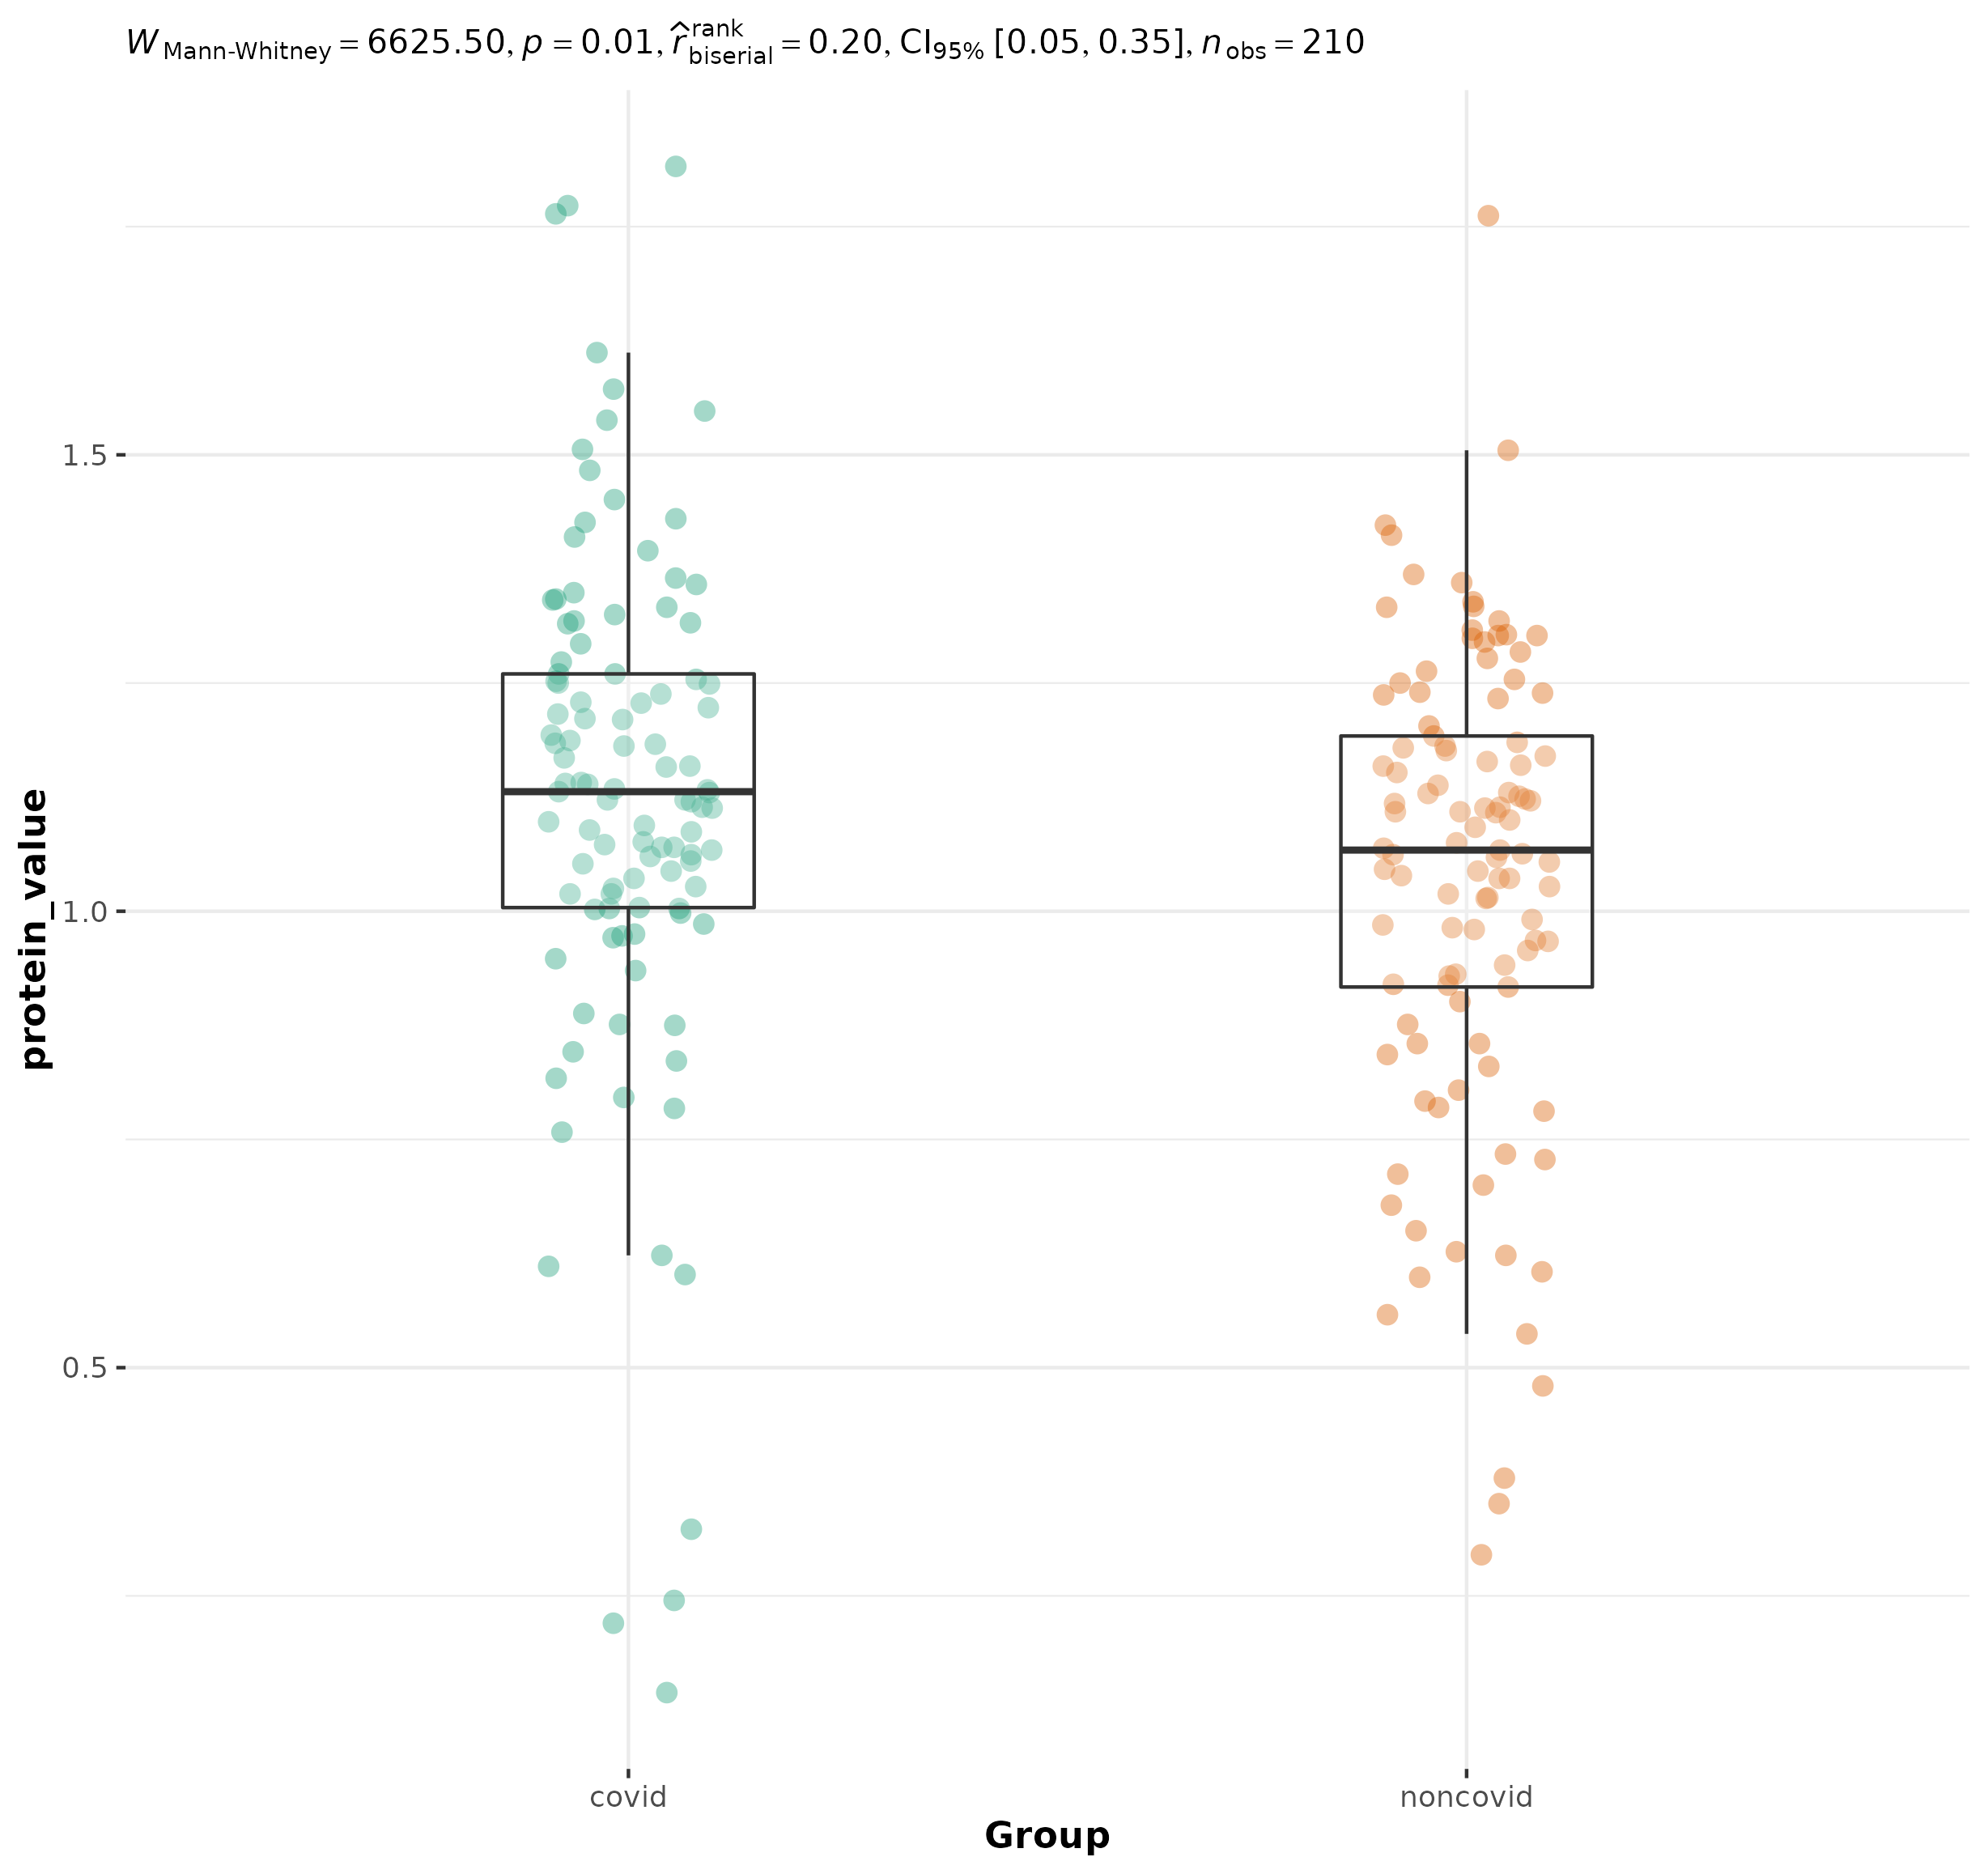 W Mann-Whitney = 6625.50, p = 0.01, r̂ rank biserial = 0.20, CI95% [0.05, 0.35], n obs = 210
protein_value
1.5
1.0
0.5
covid noncovid
Group